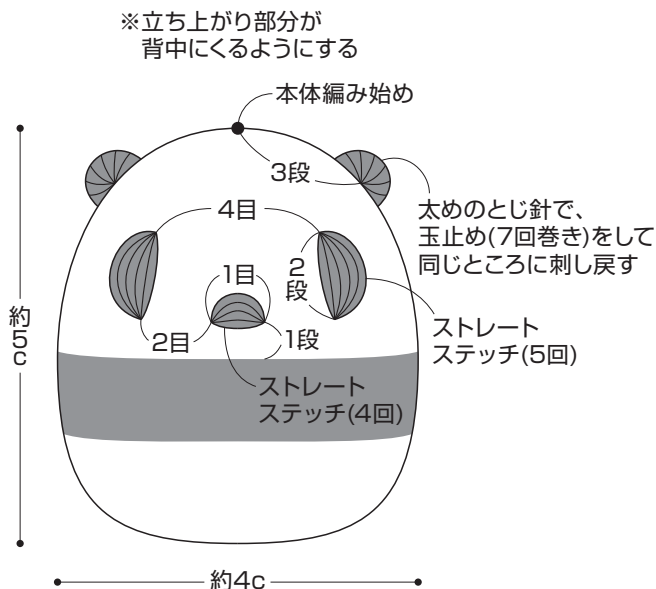 ※立ち上がり部分が
背中にくるようにする
本体編み始め
3段
太めのとじ針で、
玉止め(7回巻き)をして
同じところに刺し戻す
4目
2段
1目
2目
1段
ストレート
ステッチ(5回)
ストレート
ステッチ(4回)
約5c
約4c